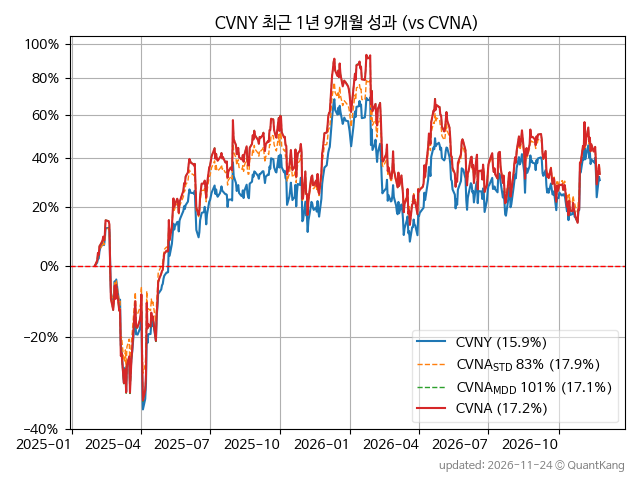 CVNY 최근 1년 9개월 성과 (vs CVNA)
100%
80%
60%
40%
20%
0%
−20%
−40%
2025-01 2025-04 2025-07 2025-10 2026-01 2026-04 2026-07 2026-10
CVNY (15.9%)
CVNA_STD 83% (17.9%)
CVNA_MDD 101% (17.1%)
CVNA (17.2%)
updated: 2026-11-24 © QuantKang